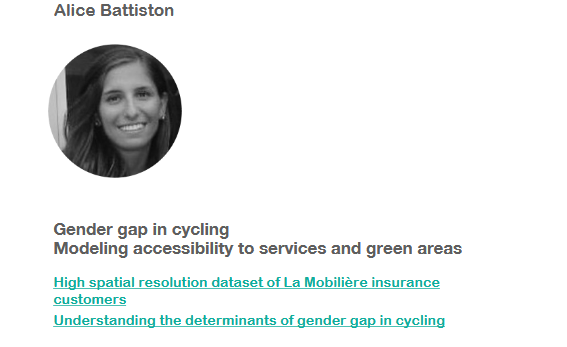 Alice Battiston
Gender gap in cycling
Modeling accessibility to services and green areas
High spatial resolution dataset of La Mobilière insurance
customers
Understanding the determinants of gender gap in cycling